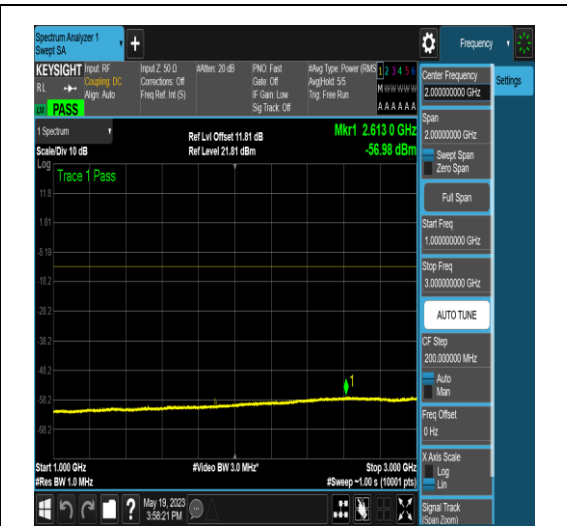 Spectrum Analyzer 1
Swept SA
+
Frequency
KEYSIGHT
RL
Input: RF
Coupling: DC
Align: Auto
Input Z: 50 Ω
Corrections: Off
Freq Ref: Int (S)
#Atten: 20 dB
PNO: Fast
Gate: Off
IF Gain: Low
Sig Track: Off
#Avg Type: Power (RMS
Avg|Hold: 5/5
Trig: Free Run
1 2 3 4 5 6
M W W W W W
A A A A A A
PASS
1 Spectrum
Scale/Div 10 dB
Ref Lvl Offset 11.81 dB
Ref Level 21.81 dBm
Mkr1 2.613 0 GHz
-56.98 dBm
Log
Trace 1 Pass
11.8
1.81
-8.19
-18.2
-28.2
-38.2
-48.2
-58.2
-68.2
1
Start 1.000 GHz
#Res BW 1.0 MHz
#Video BW 3.0 MHz*
Stop 3.000 GHz
#Sweep ~1.00 s (10001 pts)
May 19, 2023
3:58:21 PM
Center Frequency
2.000000000 GHz
Settings
Span
2.00000000 GHz
Swept Span
Zero Span
Full Span
Start Freq
1.000000000 GHz
Stop Freq
3.000000000 GHz
AUTO TUNE
CF Step
200.000000 MHz
Auto
Man
Freq Offset
0 Hz
X Axis Scale
Log
Lin
Signal Track
(Span Zoom)